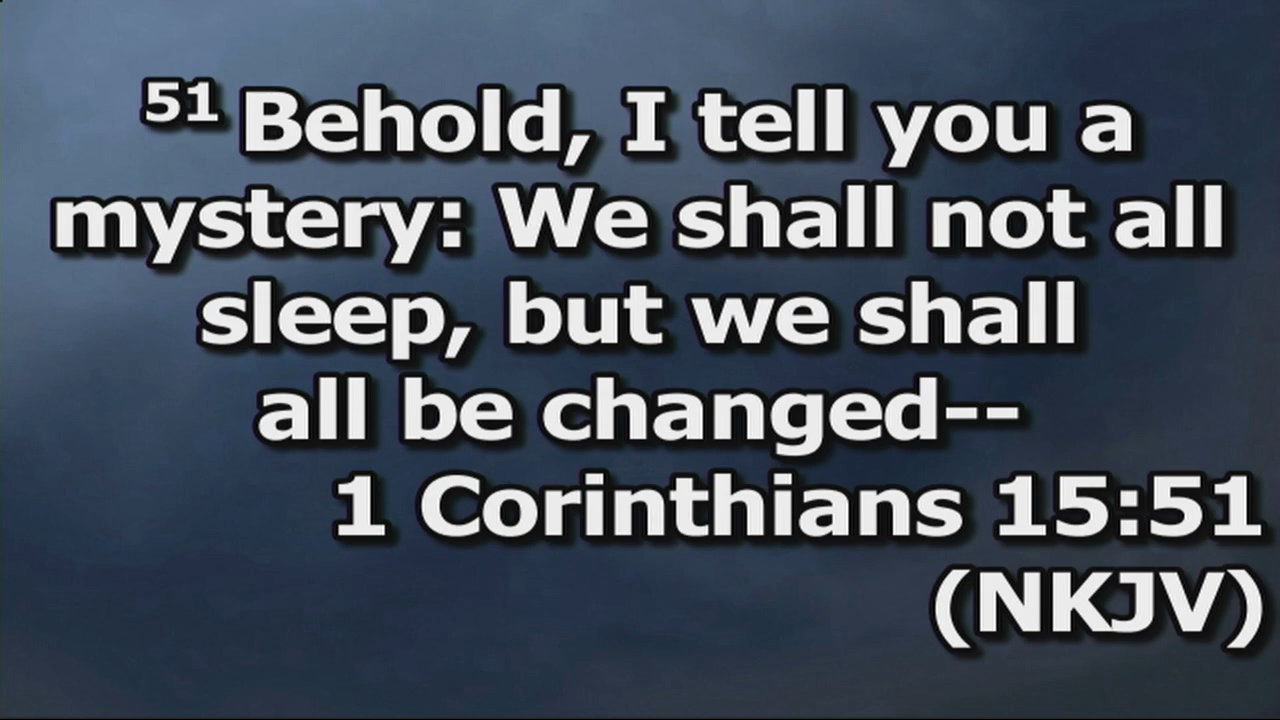 51 Behold, I tell you a
mystery: We shall not all
sleep, but we shall
all be changed--
1 Corinthians 15:51
(NKJV)